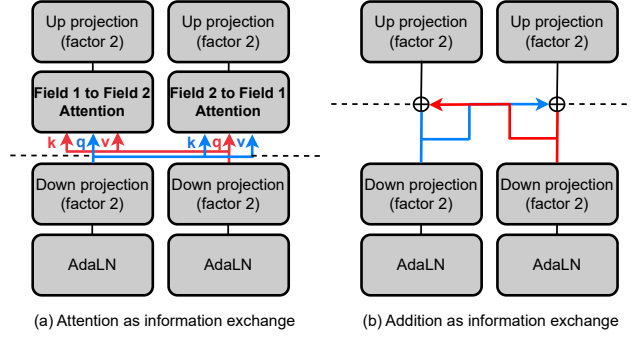 Up projection
(factor 2)
Up projection
(factor 2)
Up projection
(factor 2)
Up projection
(factor 2)
Field 1 to Field 2
Attention
Field 2 to Field 1
Attention
k q v k q v
Down projection
(factor 2)
Down projection
(factor 2)
Down projection
(factor 2)
Down projection
(factor 2)
AdaLN
AdaLN
AdaLN
AdaLN
(a) Attention as information exchange
(b) Addition as information exchange